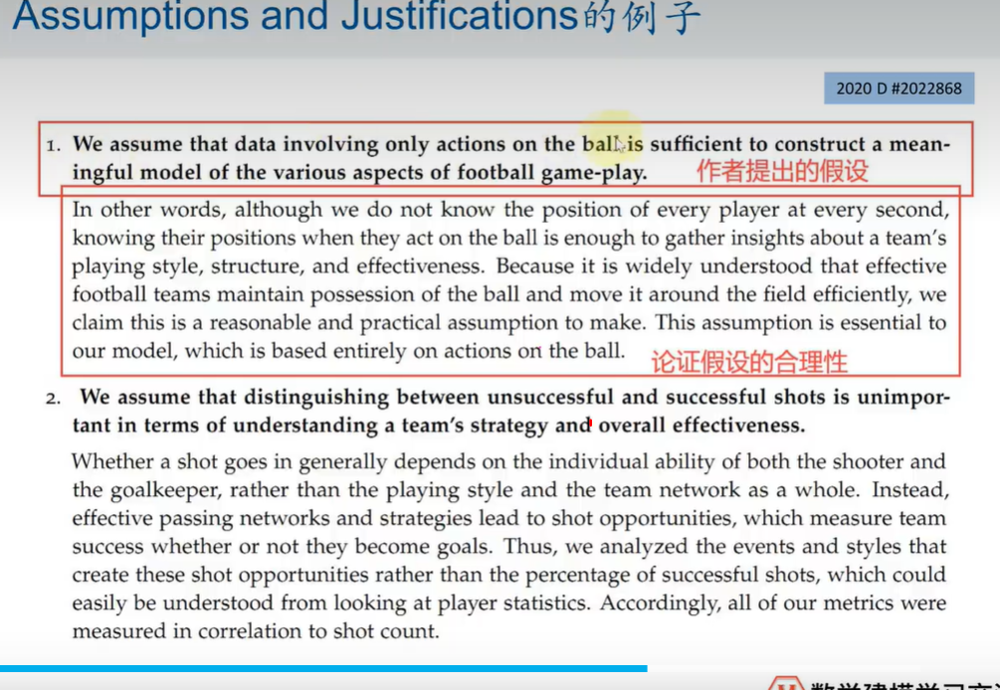 Assumptions and Justifications的例子
2020 D #2022868
1. We assume that data involving only actions on the ball is sufficient to construct a mean-
ingful model of the various aspects of football game-play.
作者提出的假设
In other words, although we do not know the position of every player at every second,
knowing their positions when they act on the ball is enough to gather insights about a team's
playing style, structure, and effectiveness. Because it is widely understood that effective
football teams maintain possession of the ball and move it around the field efficiently, we
claim this is a reasonable and practical assumption to make. This assumption is essential to
our model, which is based entirely on actions on the ball.
论证假设的合理性
2. We assume that distinguishing between unsuccessful and successful shots is unimpor-
tant in terms of understanding a team's strategy and overall effectiveness.
Whether a shot goes in generally depends on the individual ability of both the shooter and
the goalkeeper, rather than the playing style and the team network as a whole. Instead,
effective passing networks and strategies lead to shot opportunities, which measure team
success whether or not they become goals. Thus, we analyzed the events and styles that
create these shot opportunities rather than the percentage of successful shots, which could
easily be understood from looking at player statistics. Accordingly, all of our metrics were
measured in correlation to shot count.
数学建模学习交